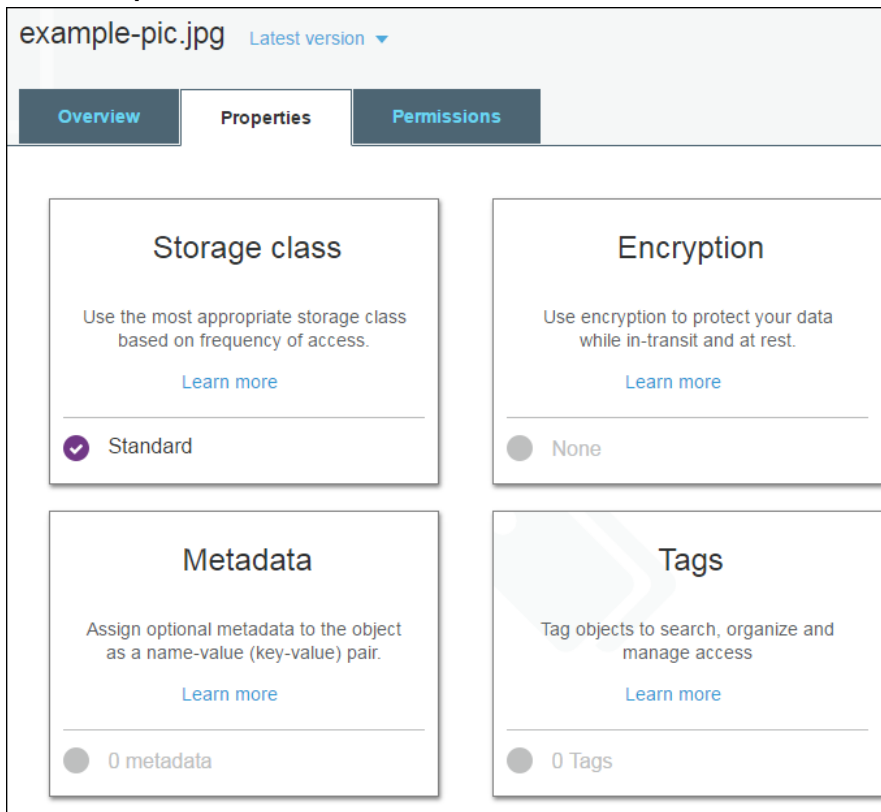 example-pic.jpg Latest version
Overview Properties Permissions
Storage class
Use the most appropriate storage class
based on frequency of access.
Learn more
Standard
Encryption
Use encryption to protect your data
while in-transit and at rest.
Learn more
None
Metadata
Assign optional metadata to the object
as a name-value (key-value) pair.
Learn more
0 metadata
Tags
Tag objects to search, organize and
manage access
Learn more
0 Tags